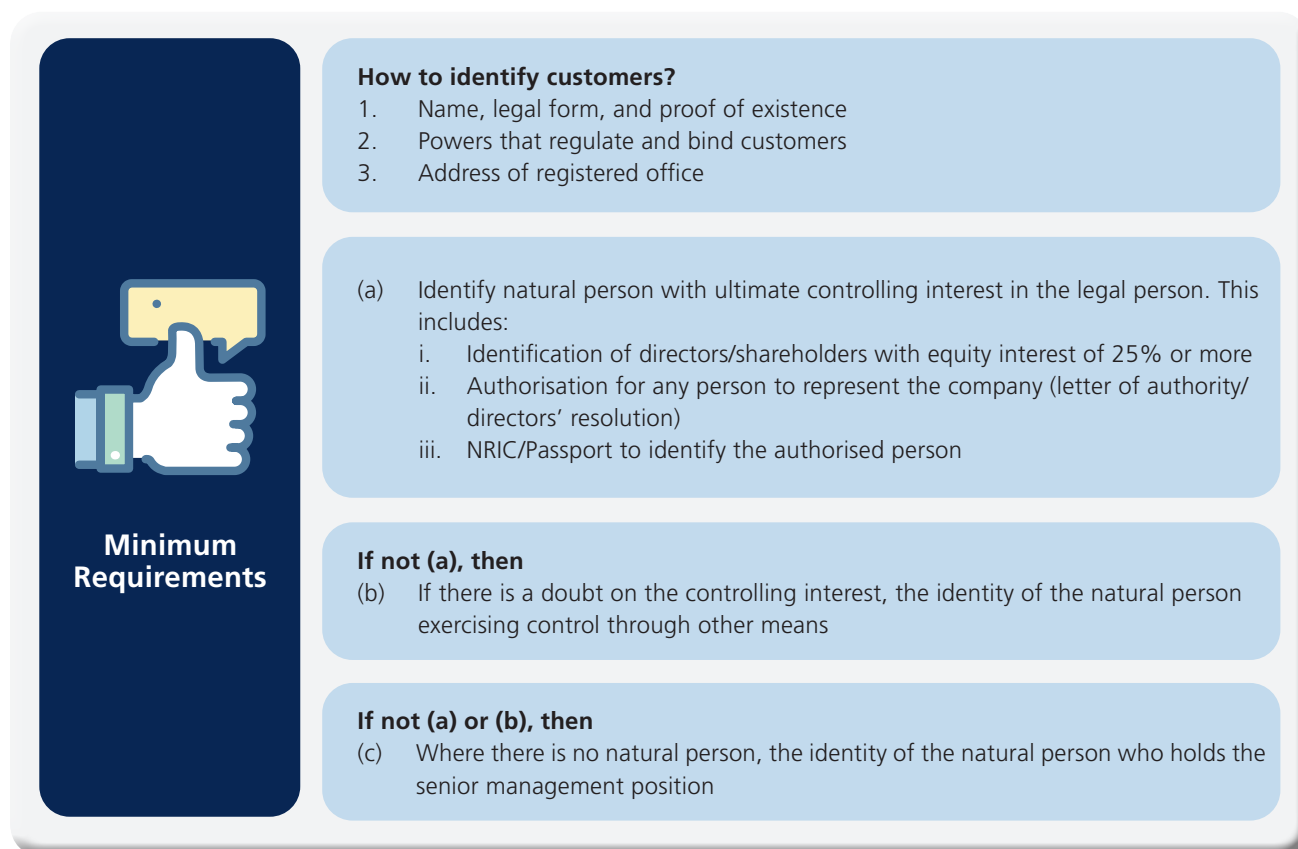 Minimum
Requirements
How to identify customers?
1. Name, legal form, and proof of existence
2. Powers that regulate and bind customers
3. Address of registered office
(a) Identify natural person with ultimate controlling interest in the legal person. This
includes:
i. Identification of directors/shareholders with equity interest of 25% or more
ii. Authorisation for any person to represent the company (letter of authority/
directors’ resolution)
iii. NRIC/Passport to identify the authorised person
If not (a), then
(b) If there is a doubt on the controlling interest, the identity of the natural person
exercising control through other means
If not (a) or (b), then
(c) Where there is no natural person, the identity of the natural person who holds the
senior management position